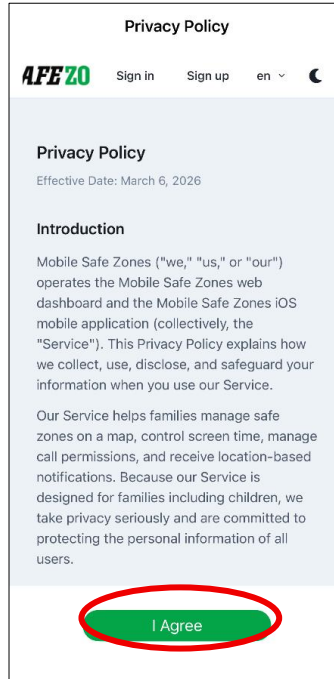 Privacy Policy
AFEZO Sign in Sign up en
Privacy Policy
Effective Date: March 6, 2026
Introduction
Mobile Safe Zones ("we," "us," or "our")
operates the Mobile Safe Zones web
dashboard and the Mobile Safe Zones iOS
mobile application (collectively, the
"Service"). This Privacy Policy explains how
we collect, use, disclose, and safeguard your
information when you use our Service.
Our Service helps families manage safe
zones on a map, control screen time, manage
call permissions, and receive location-based
notifications. Because our Service is
designed for families including children, we
take privacy seriously and are committed to
protecting the personal information of all
users.
I Agree